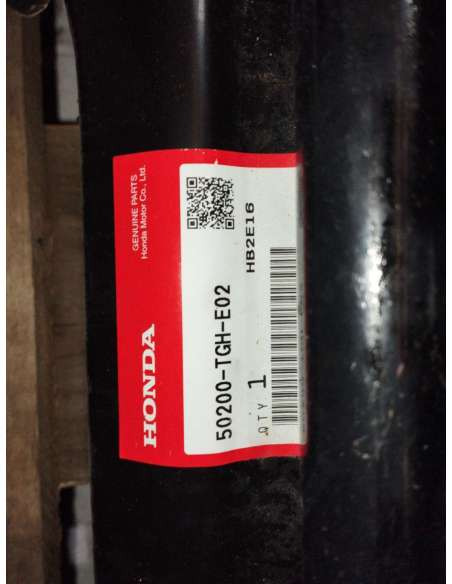 GENUINE PARTS
Honda Motor Co., Ltd.
HONDA
50200-TGH-E02
QTY 1
HB2E16